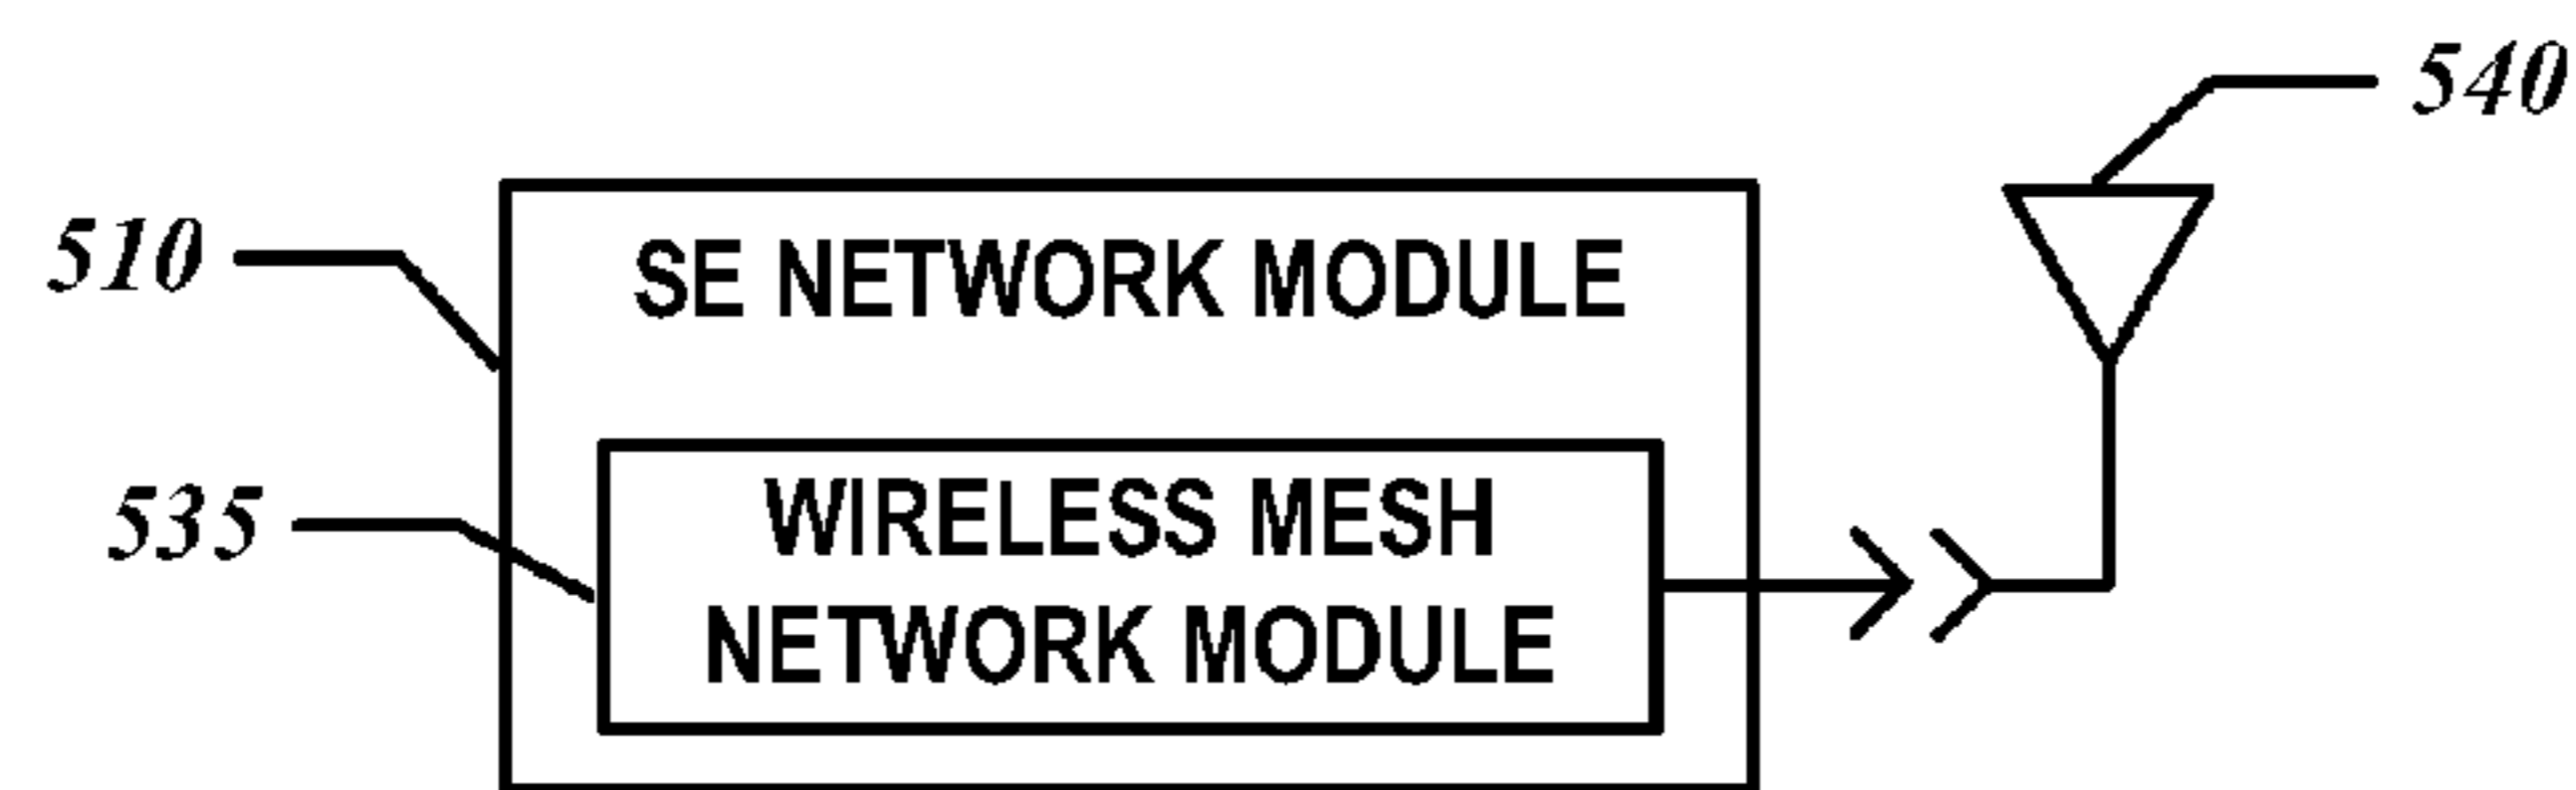 540
510
SE NETWORK MODULE
535
WIRELESS MESH
NETWORK MODULE